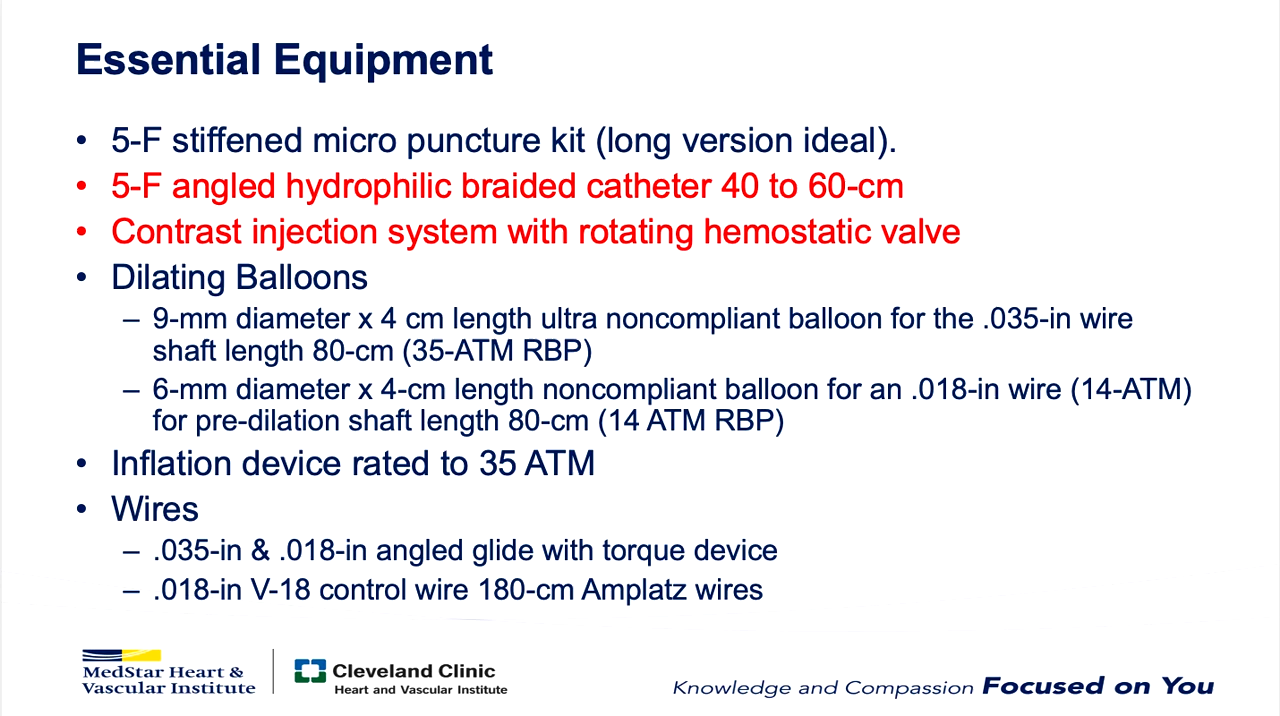 Essential Equipment
• 5-F stiffened micro puncture kit (long version ideal).
• 5-F angled hydrophilic braided catheter 40 to 60-cm
• Contrast injection system with rotating hemostatic valve
• Dilating Balloons
– 9-mm diameter x 4 cm length ultra noncompliant balloon for the .035-in wire
shaft length 80-cm (35-ATM RBP)
– 6-mm diameter x 4-cm length noncompliant balloon for an .018-in wire (14-ATM)
for pre-dilation shaft length 80-cm (14 ATM RBP)
• Inflation device rated to 35 ATM
• Wires
– .035-in & .018-in angled glide with torque device
– .018-in V-18 control wire 180-cm Amplatz wires
MedStar Heart &
Vascular Institute
Cleveland Clinic
Heart and Vascular Institute
Knowledge and Compassion Focused on You